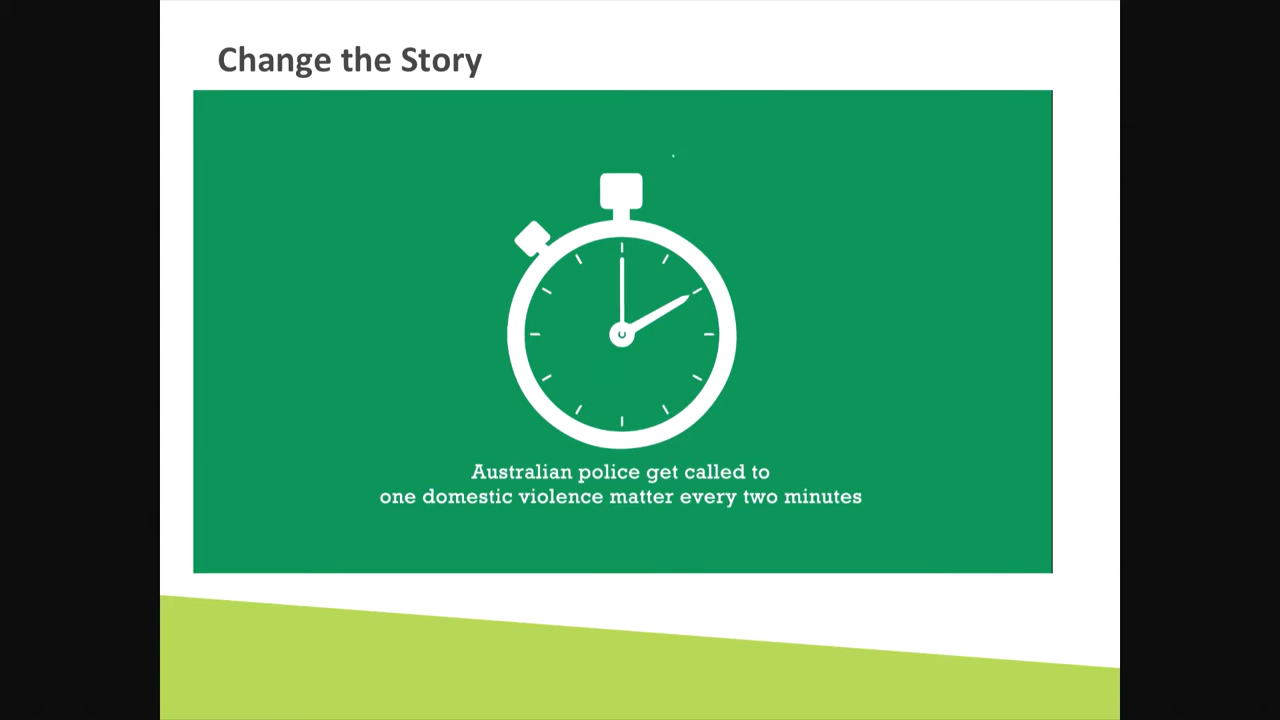 Change the Story
Australian police get called to
one domestic violence matter every two minutes